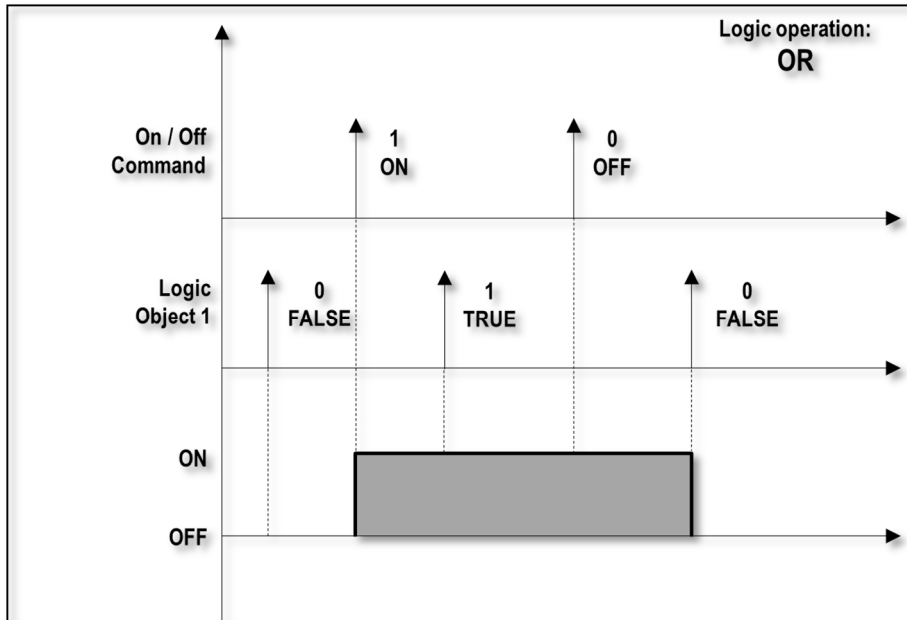 Logic operation:
OR
On / Off
Command
1
ON
0
OFF
Logic
Object 1
0
FALSE
1
TRUE
0
FALSE
ON
OFF